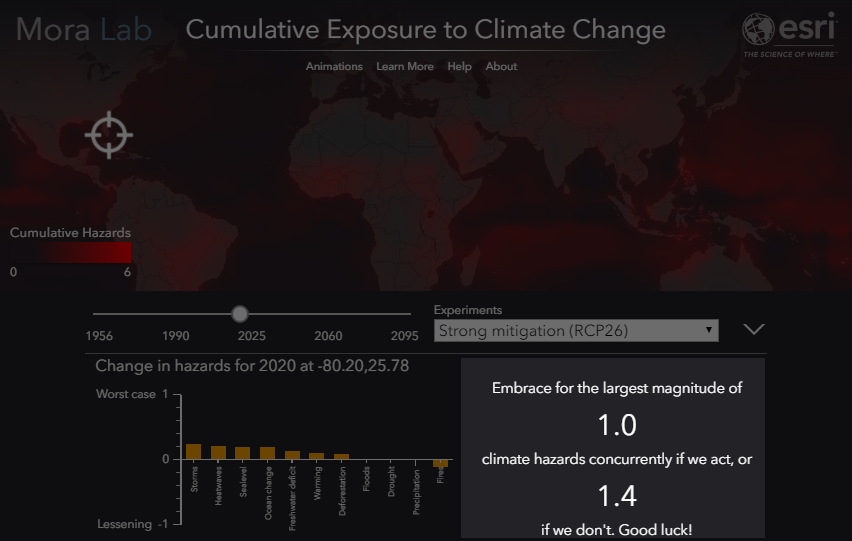 Mora Lab
Cumulative Exposure to Climate Change
esri
THE SCIENCE OF WHERE™
Animations Learn More Help About
Cumulative Hazards
0 6
1956 1990 2025 2060 2095
Experiments
Strong mitigation (RCP26)
Change in hazards for 2020 at -80.20,25.78
Worst case 1
0
Lessening -1
Storms
Heatwaves
Sealevel
Ocean change
Freshwater deficit
Warming
Deforestation
Floods
Drought
Precipitation
Fires
Embrace for the largest magnitude of
1.0
climate hazards concurrently if we act, or
1.4
if we don't. Good luck!